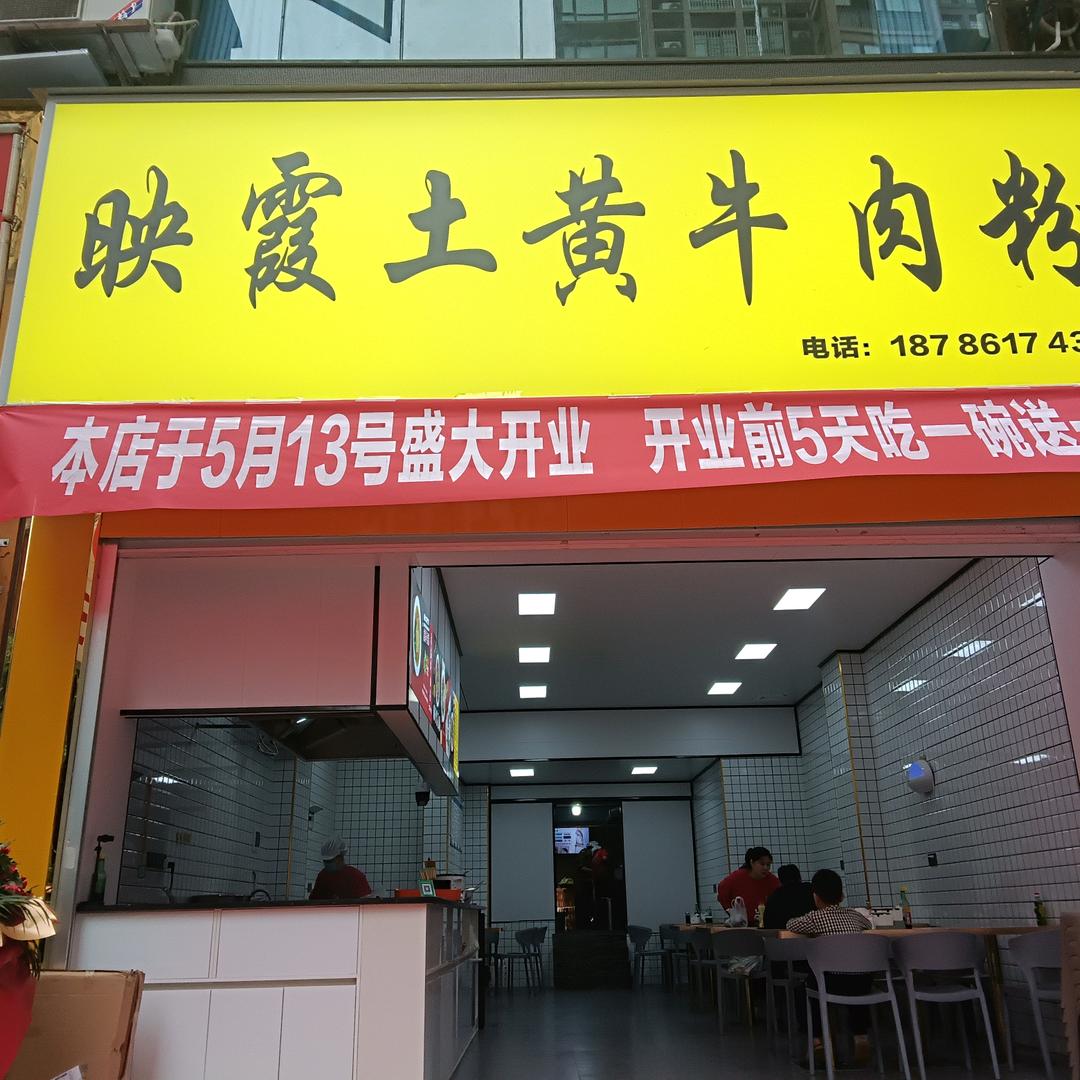 映霞土黄牛肉粉
电话：187 8617 43
本店于5月13号盛大开业 开业前5天吃一碗送